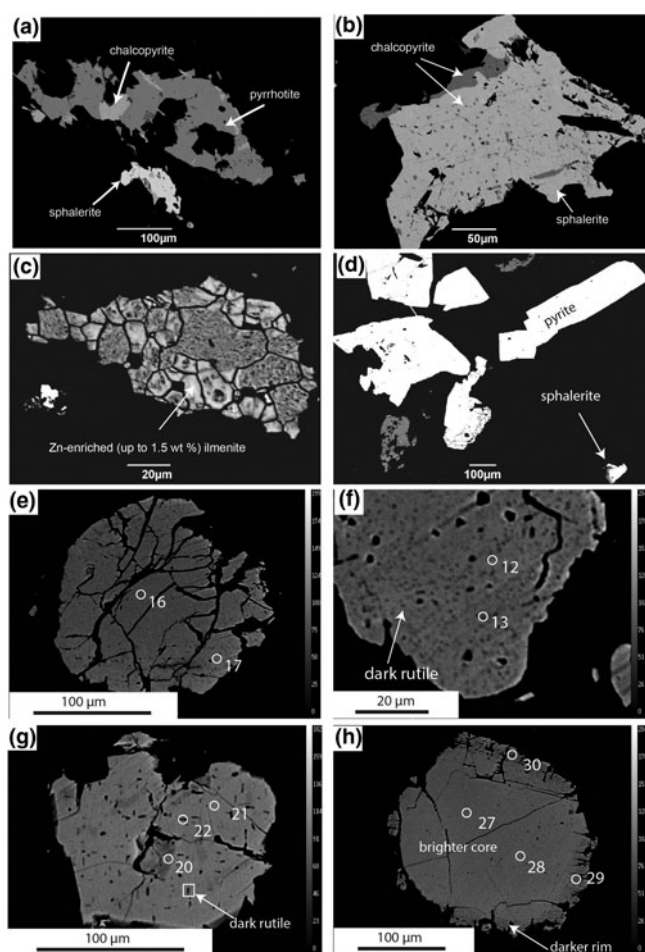 (a)
chalcopyrite
pyrrhotite
sphalerite
100µm
(b)
chalcopyrite
sphalerite
50µm
(c)
Zn-enriched (up to 1.5 wt %) ilmenite
20µm
(d)
pyrite
sphalerite
100µm
(e)
16
17
100 µm
(f)
12
13
dark rutile
20 µm
(g)
21
22
20
dark rutile
100 µm
(h)
30
27
brighter core
28
29
darker rim
100 µm